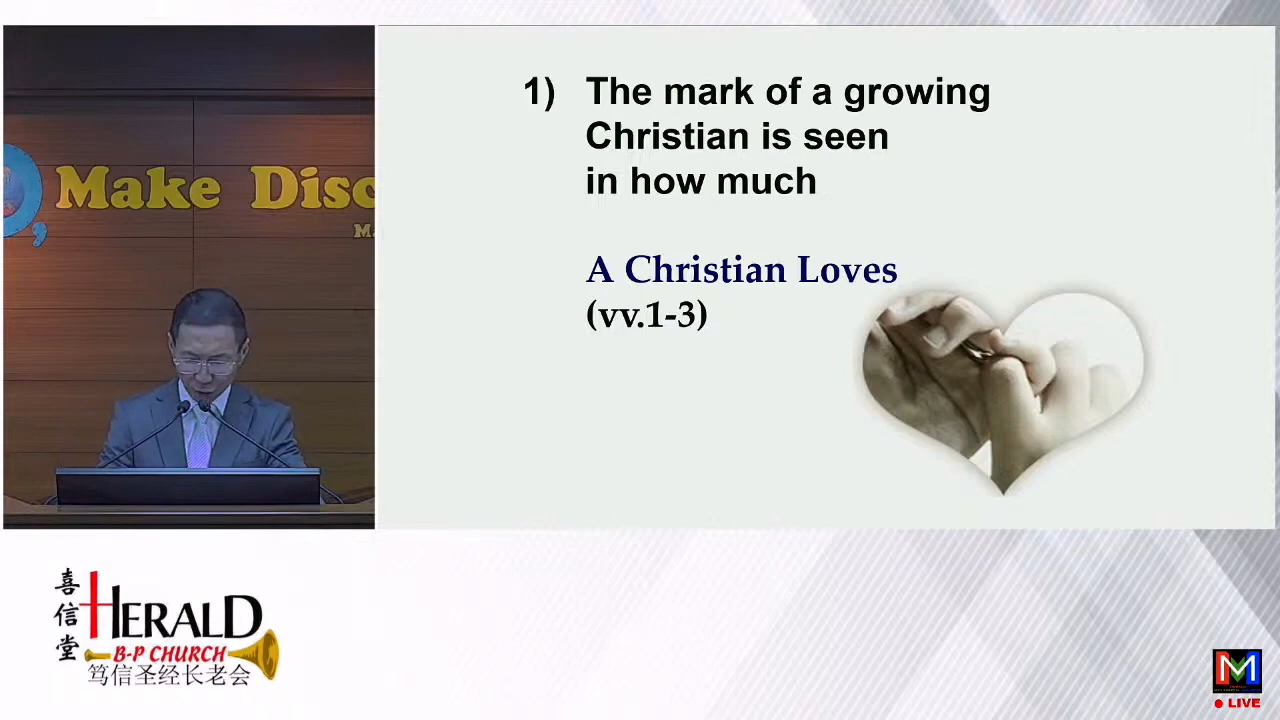 Make Disc
1) The mark of a growing
Christian is seen
in how much
A Christian Loves
(vv.1-3)
喜信堂
HERALD
B-P CHURCH
笃信圣经长老会
LIVE